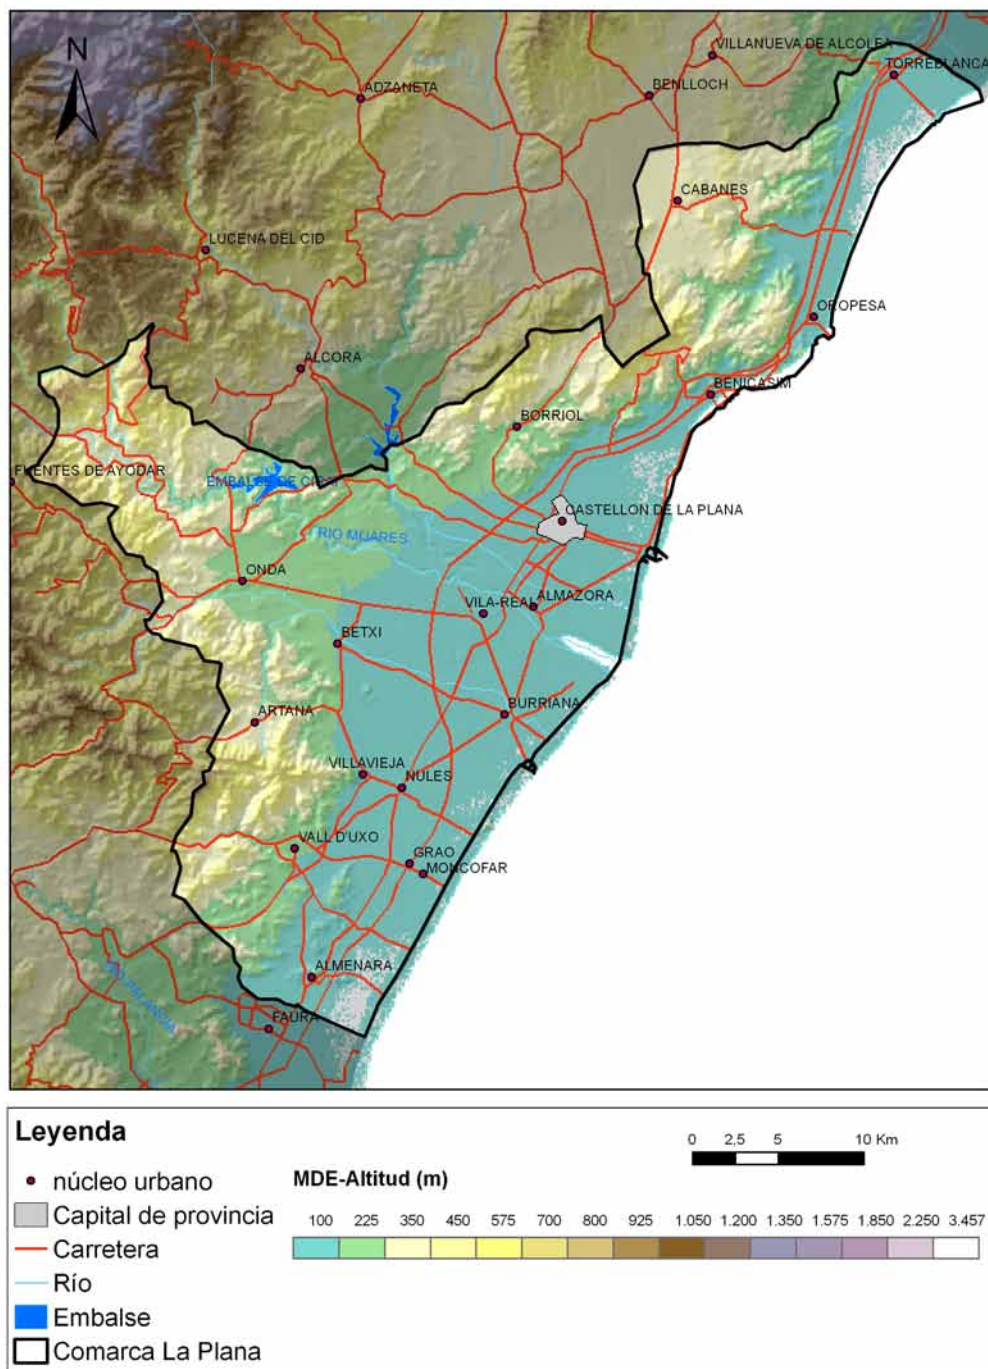 N
VILLANUEVA DE ALCOLEA
TORREBLANCA
ADZANETA
BENLLOCH
CABANES
LUCENA DEL CID
OROPESA
ALCORA
BENICASIM
BORRIOL
FUENTES DE AYODAR
EMBALSE DE
CASTELLON DE LA PLANA
RIO MIJARES
ONDA
VILA-REAL
ALMAZORA
BETXI
BURRIANA
ARTANA
VILLAVIEJA
NULES
VALL D'UXO
GRAO
MONCOFAR
ALMENARA
RIO PALANCIA
FAURA
Leyenda
núcleo urbano
Capital de provincia
Carretera
Río
Embalse
Comarca La Plana
0 2,5 5 10 Km
MDE-Altitud (m)
100 225 350 450 575 700 800 925 1.050 1.200 1.350 1.575 1.850 2.250 3.457